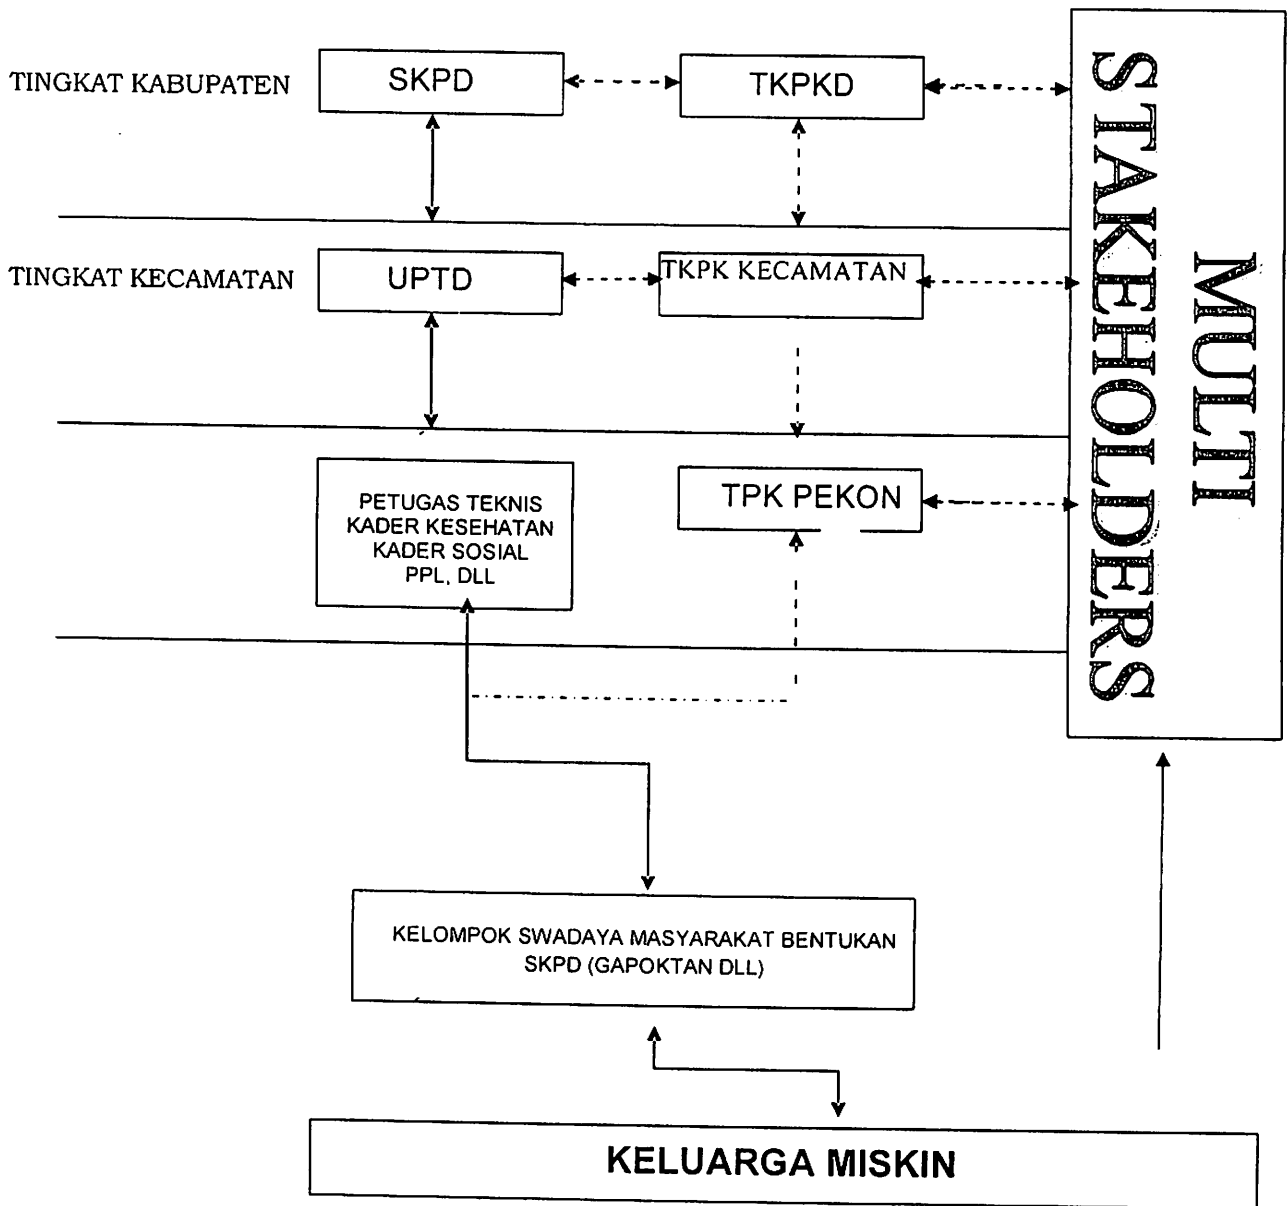 TINGKAT KABUPATEN
SKPD
TKPKD
TINGKAT KECAMATAN
UPTD
TKPK KECAMATAN
PETUGAS TEKNIS
KADER KESEHATAN
KADER SOSIAL
PPL, DLL
TPK PEKON
MULTI
STAKEHOLDERS
KELOMPOK SWADAYA MASYARAKAT BENTUKAN
SKPD (GAPOKTAN DLL)
KELUARGA MISKIN